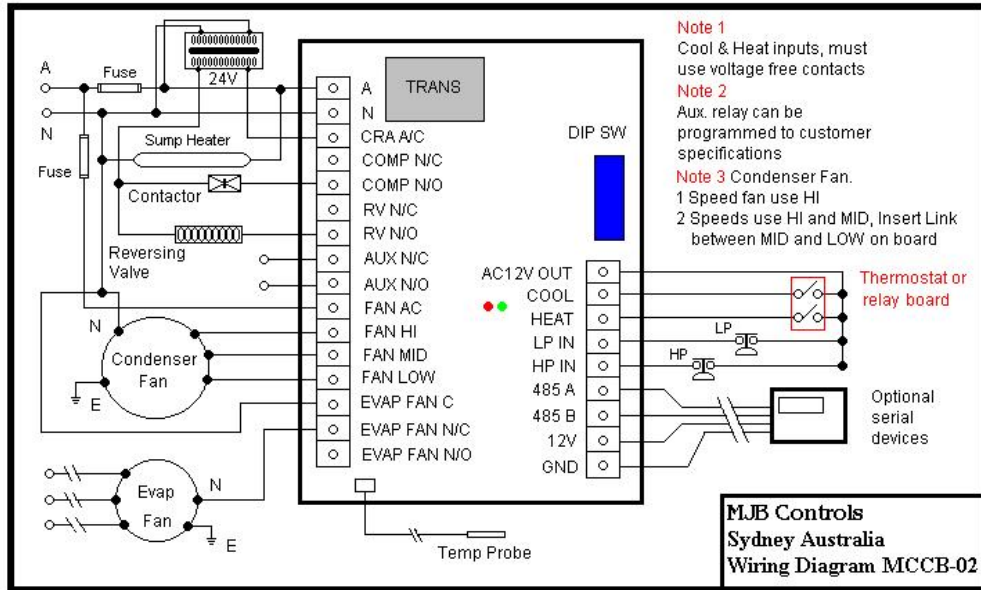 A
Fuse
24V
N
Sump Heater
Fuse
Contactor
Reversing
Valve
N
Condenser
Fan
E
Evap
Fan
N
E
TRANS
A
N
CRA A/C
COMP N/C
COMP N/O
RV N/C
RV N/O
AUX N/C
AUX N/O
FAN AC
FAN HI
FAN MID
FAN LOW
EVAP FAN C
EVAP FAN N/C
EVAP FAN N/O
Temp Probe
DIP SW
AC12V OUT
COOL
HEAT
LP IN
HP IN
485 A
485 B
12V
GND
LP
HP
Note 1
Cool & Heat inputs, must
use voltage free contacts
Note 2
Aux. relay can be
programmed to customer
specifications
Note 3 Condenser Fan.
1 Speed fan use HI
2 Speeds use HI and MID, Insert Link
between MID and LOW on board
Thermostat or
relay board
Optional
serial
devices
MJB Controls
Sydney Australia
Wiring Diagram MCCB-02